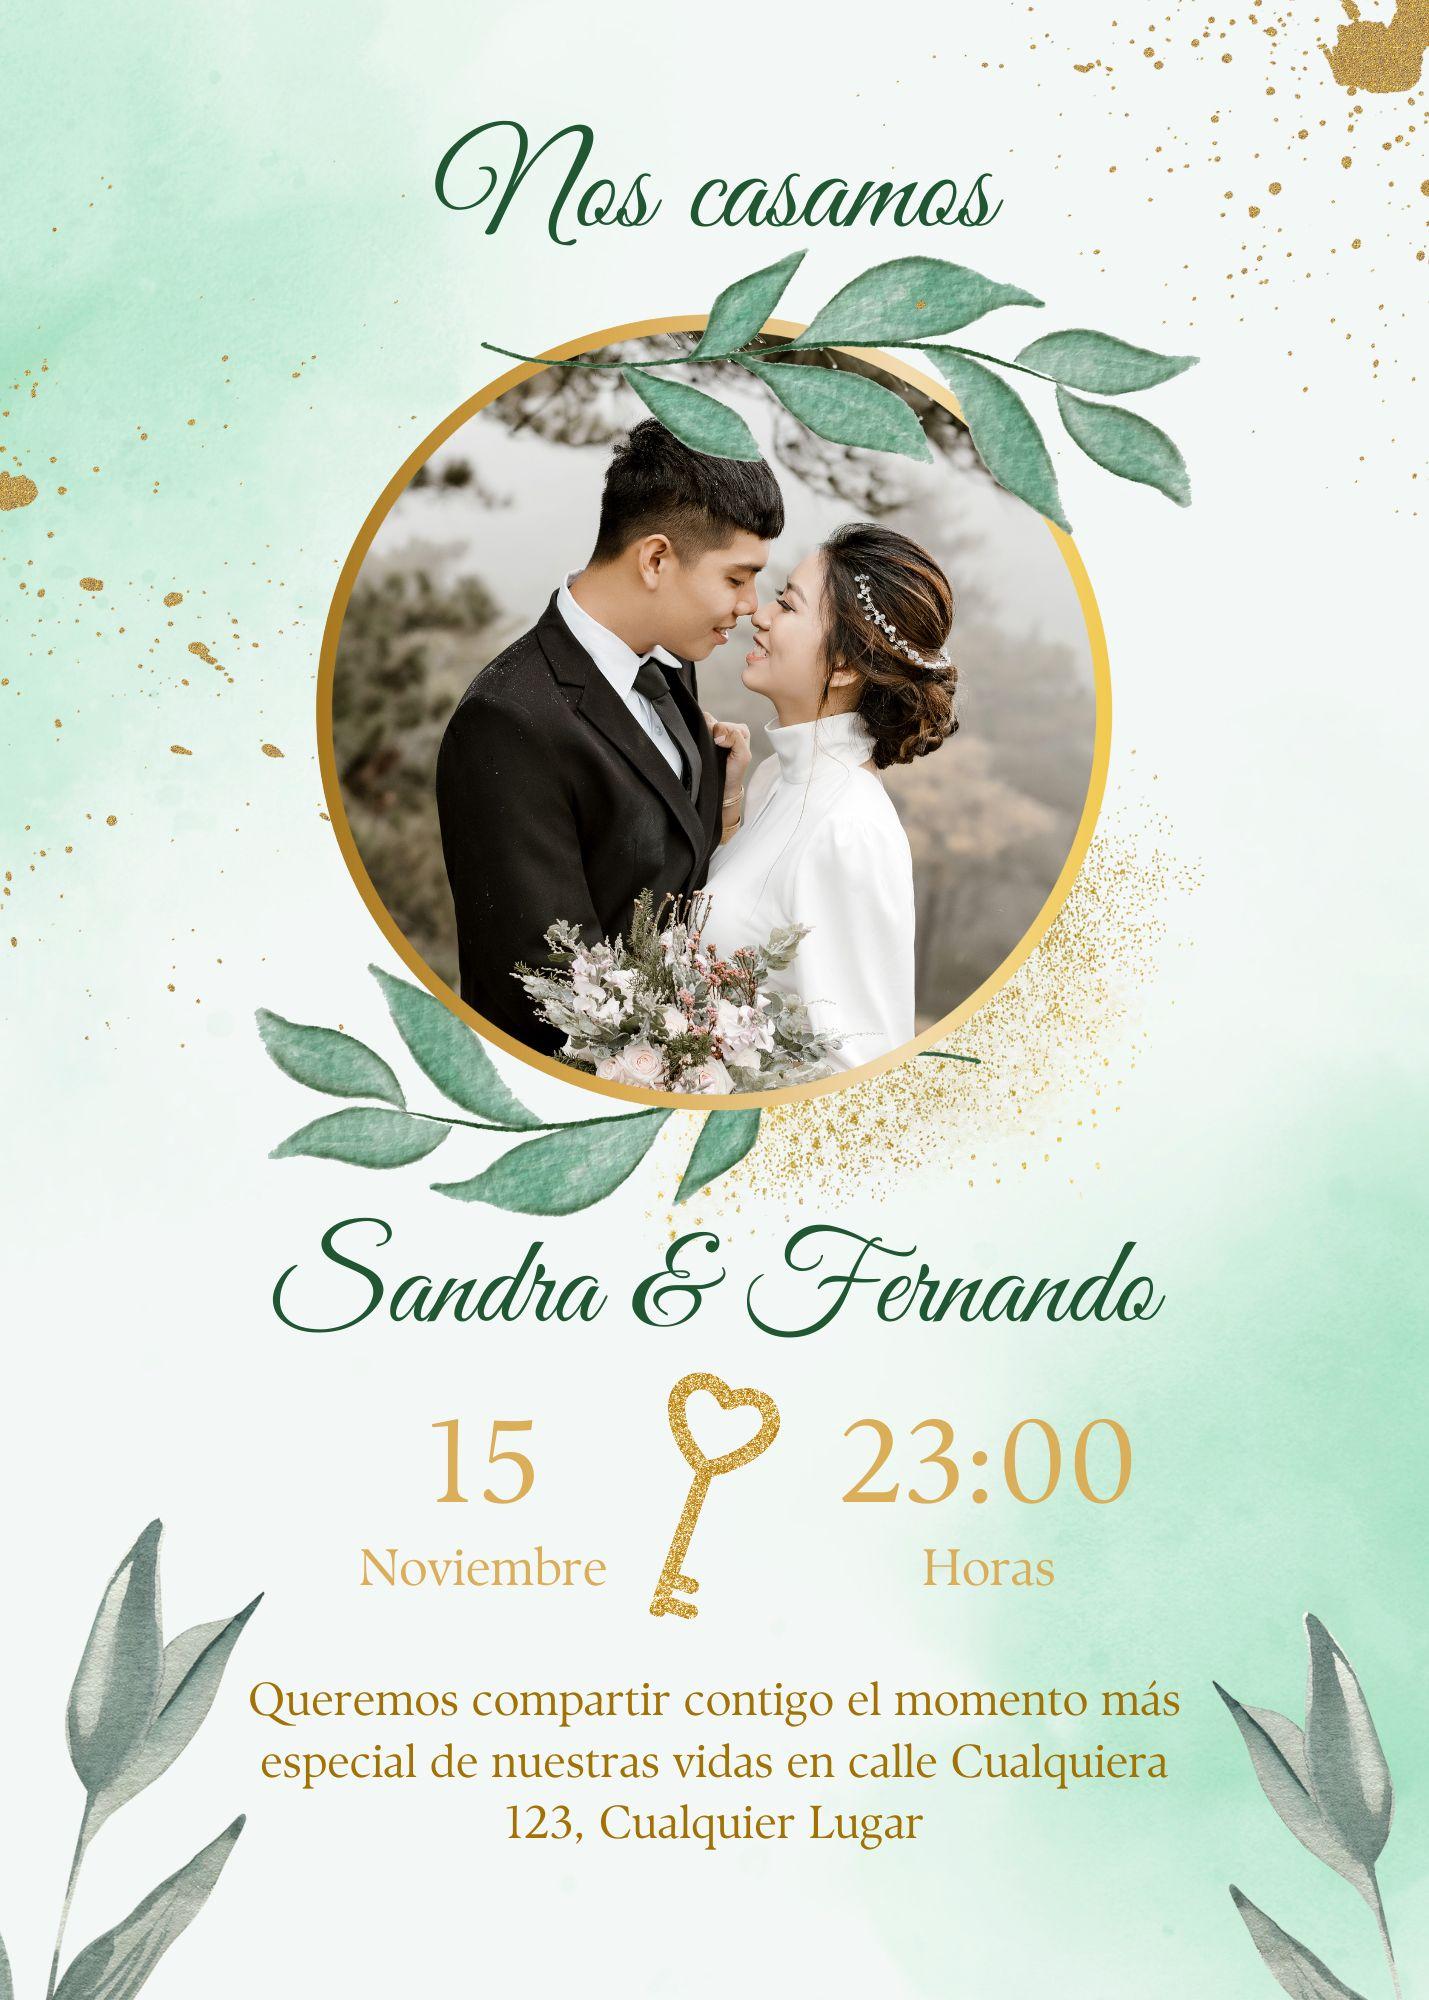 Nos casamos
Sandra & Fernando
15
Noviembre
23:00
Horas
Queremos compartir contigo el momento más
especial de nuestras vidas en calle Cualquiera
123, Cualquier Lugar